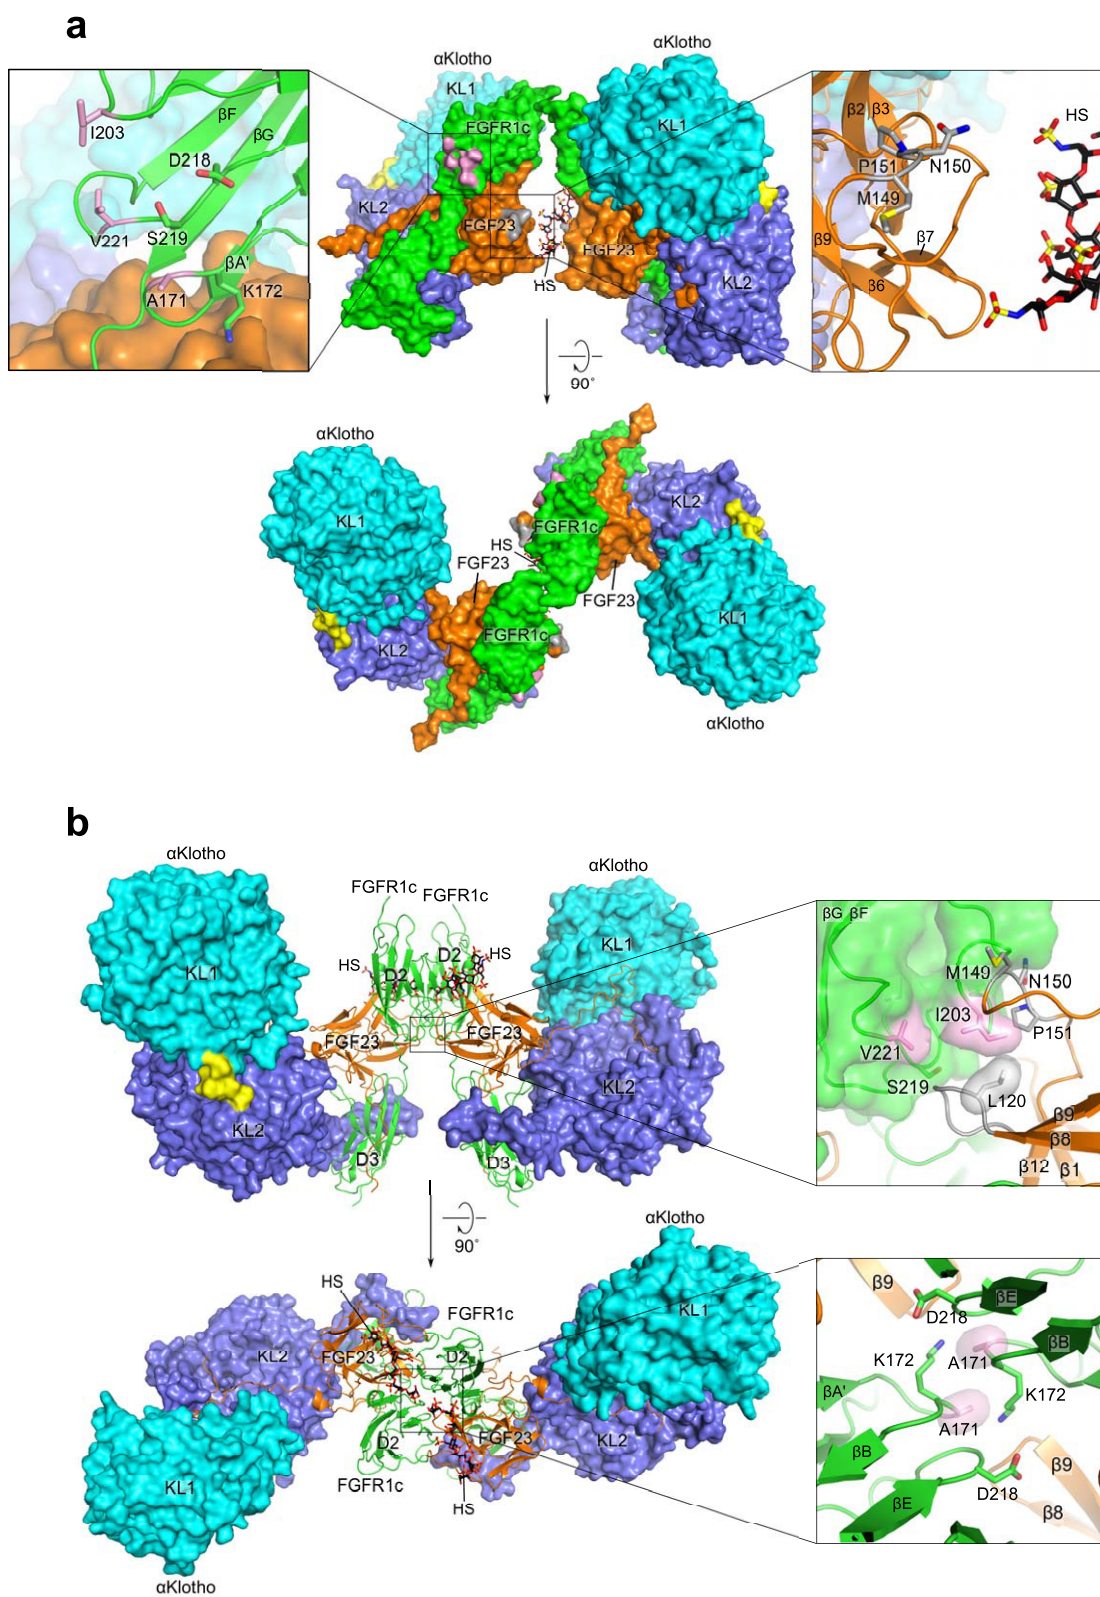 a
αKlotho
αKlotho
KL1
FGFR1c
KL1
KL2
FGF23
FGF23
KL2
HS
I203
βF
βG
D218
V221
S219
βA'
A171
K172
β2
β3
HS
P151
N150
M149
β9
β7
β6
90°
αKlotho
KL1
KL2
FGFR1c
HS
FGF23
FGF23
KL1
FGFR1c
KL2
αKlotho
b
αKlotho
αKlotho
FGFR1c
FGFR1c
KL1
D2
HS
HS
D2
KL1
FGF23
FGF23
KL2
KL2
D3
D3
βG
βF
M149
N150
I203
P151
V221
S219
L120
β9
β8
β12
β1
90°
αKlotho
HS
FGFR1c
KL1
KL2
FGF23
D2
D2
FGF23
KL2
FGFR1c
KL1
HS
αKlotho
β9
βE
D218
K172
A171
βB
K172
βA'
A171
βB
β9
D218
βE
β8